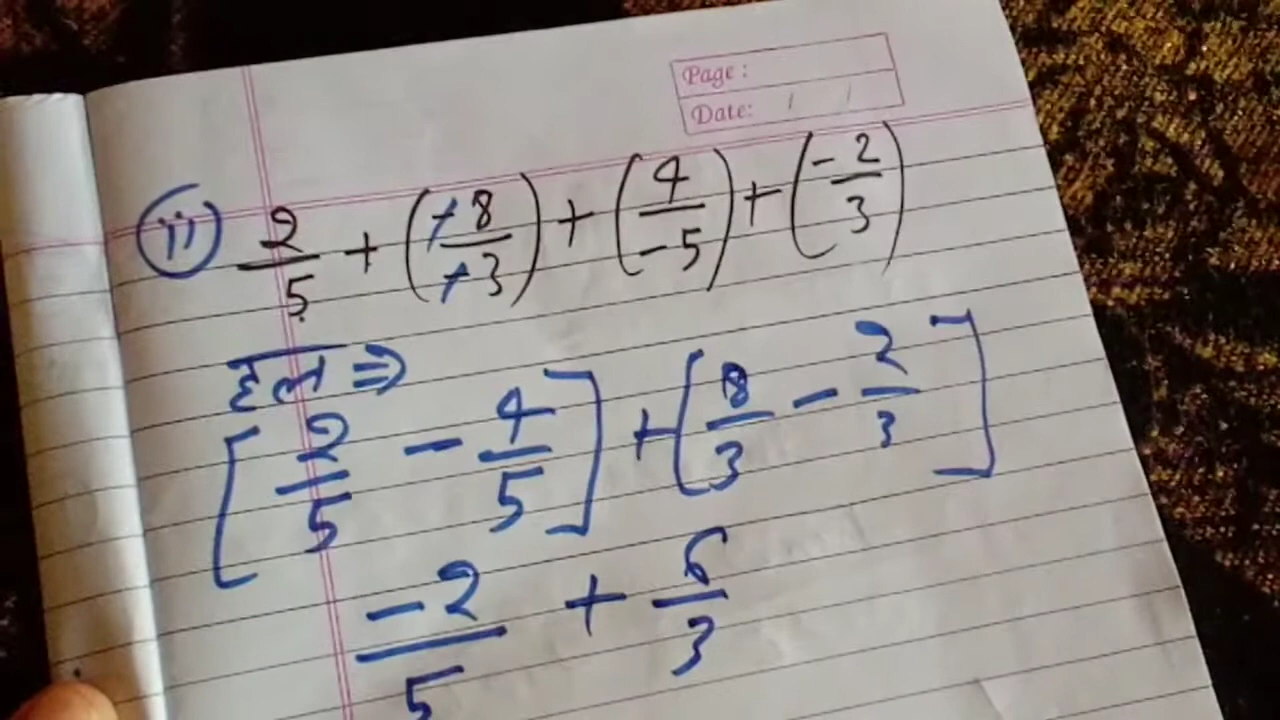 Page :
Date: / /
(ii) 2/5 + (-8/-3) + (4/-5) + (-2/3)
हल ⇒
[2/5 - 4/5] + [8/3 - 2/3]
-2/5 + 6/3